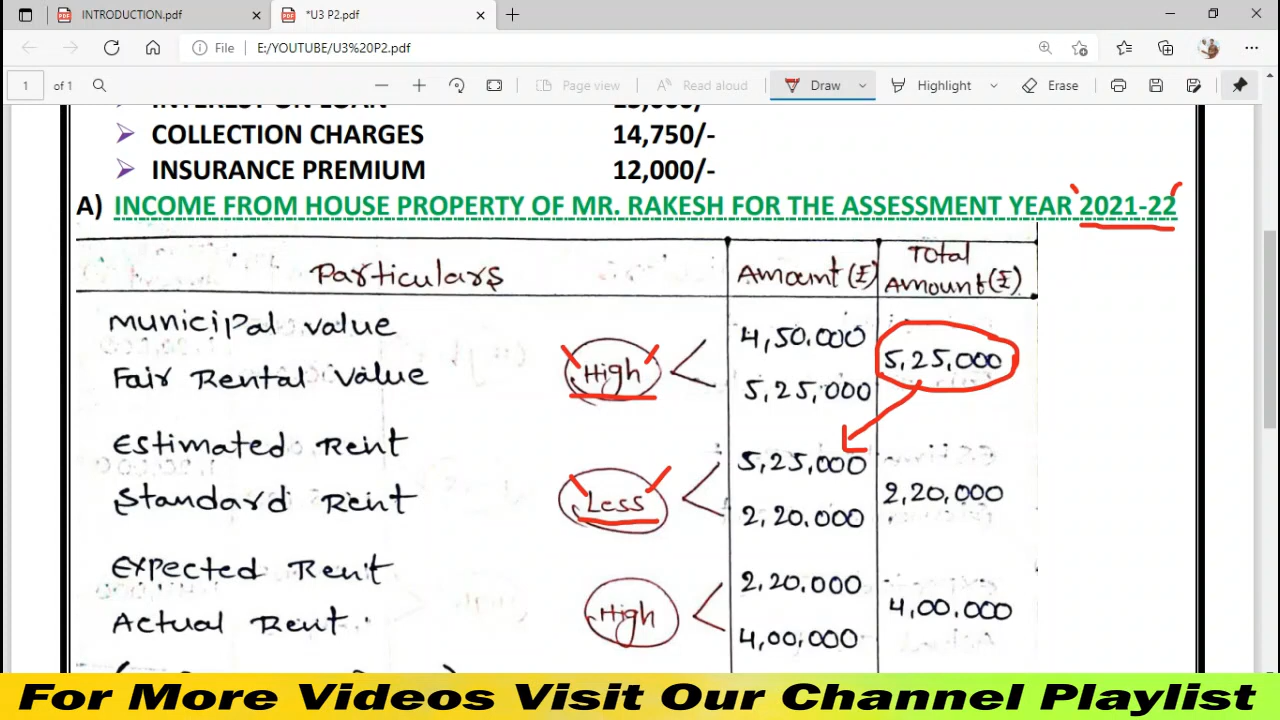 INTRODUCTION.pdf
*U3 P2.pdf
File E:/YOUTUBE/U3%20P2.pdf
1 of 1 Page view Read aloud Draw Highlight Erase
INTEREST ON LOAN
COLLECTION CHARGES 14,750/-
INSURANCE PREMIUM 12,000/-
A) INCOME FROM HOUSE PROPERTY OF MR. RAKESH FOR THE ASSESSMENT YEAR 2021-22
Particulars Amount (₹) Total Amount (₹)
Municipal value 4,50,000
High 5,25,000
Fair Rental Value 5,25,000
Estimated Rent 5,25,000
Less 2,20,000
Standard Rent 2,20,000
Expected Rent 2,20,000
High 4,00,000
Actual Rent 4,00,000
For More Videos Visit Our Channel Playlist